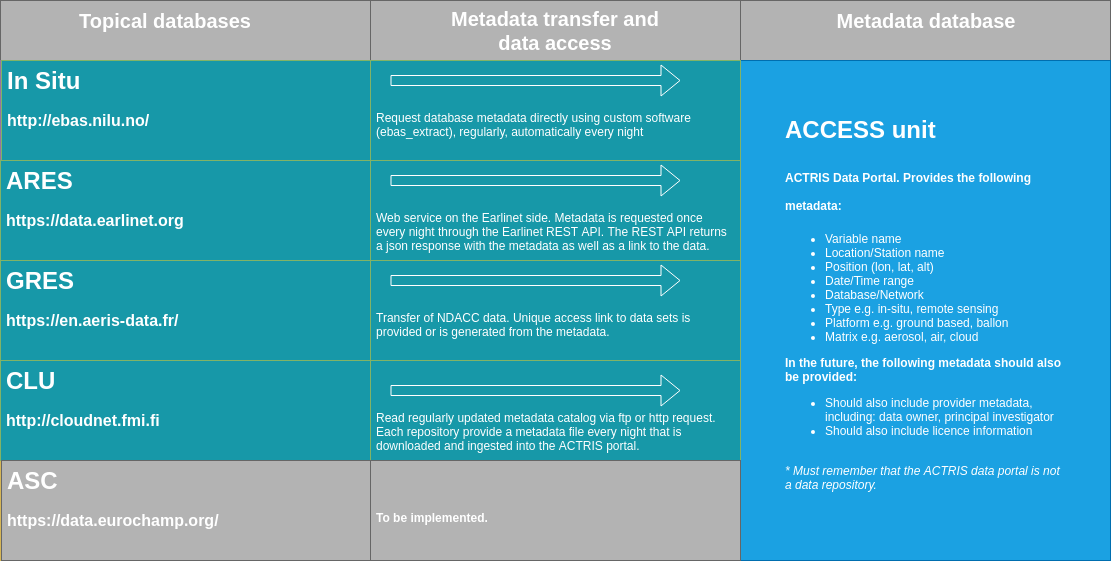 Topical databases
Metadata transfer and
data access
Metadata database
In Situ
http://ebas.nilu.no/
Request database metadata directly using custom software
(ebas_extract), regularly, automatically every night
ARES
https://data.earlinet.org
Web service on the Earlinet side. Metadata is requested once
every night through the Earlinet REST API. The REST API returns
a json response with the metadata as well as a link to the data.
GRES
https://en.aeris-data.fr/
Transfer of NDACC data. Unique access link to data sets is
provided or is generated from the metadata.
CLU
http://cloudnet.fmi.fi
Read regularly updated metadata catalog via ftp or http request.
Each repository provide a metadata file every night that is
downloaded and ingested into the ACTRIS portal.
ASC
https://data.eurochamp.org/
To be implemented.
ACCESS unit
ACTRIS Data Portal. Provides the following
metadata:
• Variable name
• Location/Station name
• Position (lon, lat, alt)
• Date/Time range
• Database/Network
• Type e.g. in-situ, remote sensing
• Platform e.g. ground based, ballon
• Matrix e.g. aerosol, air, cloud
In the future, the following metadata should also
be provided:
• Should also include provider metadata,
including: data owner, principal investigator
• Should also include licence information
* Must remember that the ACTRIS data portal is not
a data repository.